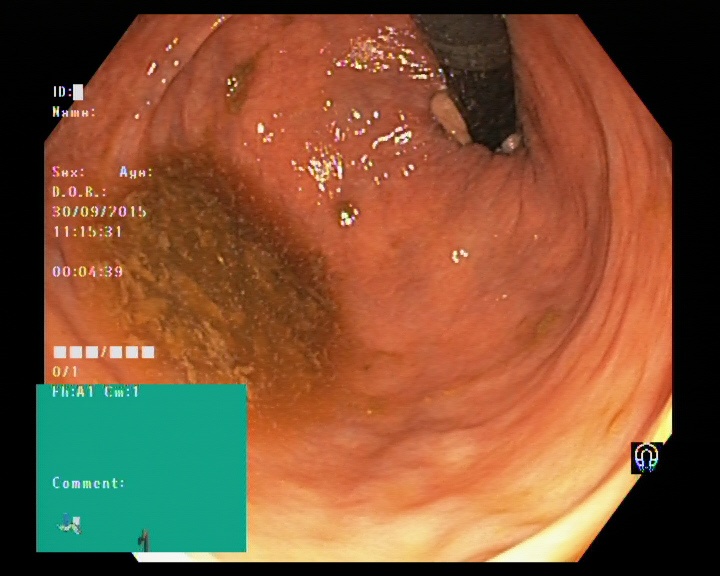 ID:
Name:
Sex: Age:
D.O.B.:
30/09/2015
11:15:31
00:04:39
■■■/■■■
0/1
Ph:A1 Cm:1
Comment: